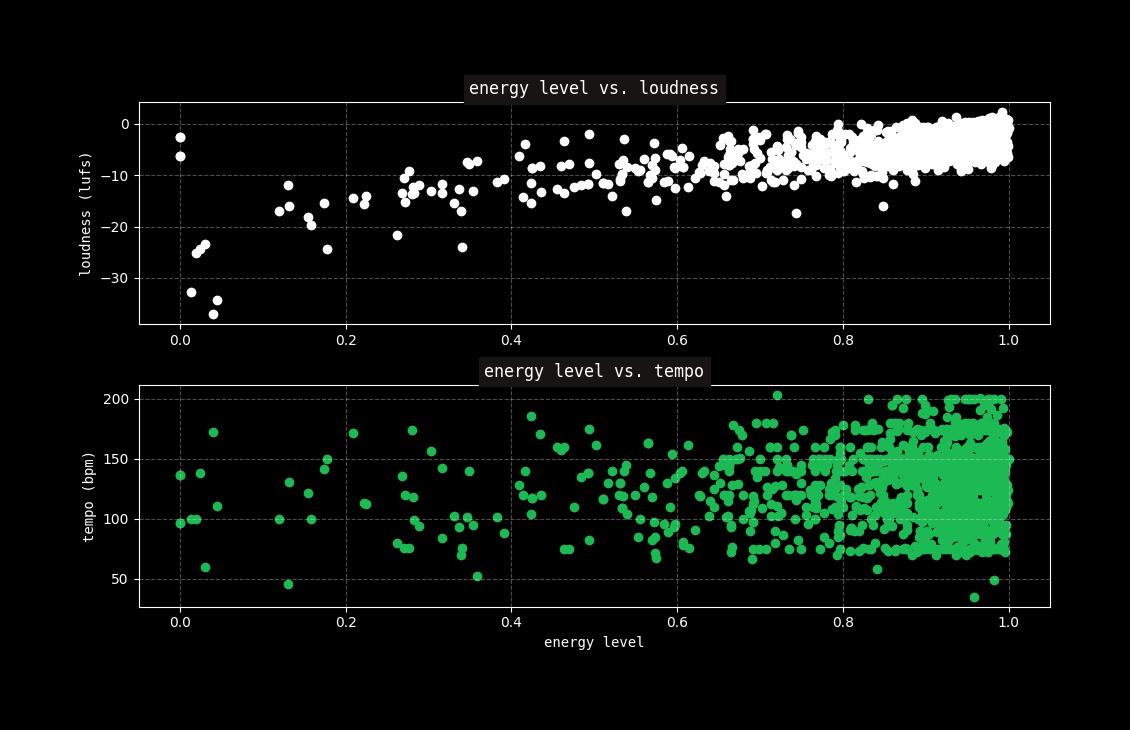 energy level vs. loudness
loudness (lufs)
0
−10
−20
−30
0.0 0.2 0.4 0.6 0.8 1.0
energy level vs. tempo
tempo (bpm)
200
150
100
50
0.0 0.2 0.4 0.6 0.8 1.0
energy level